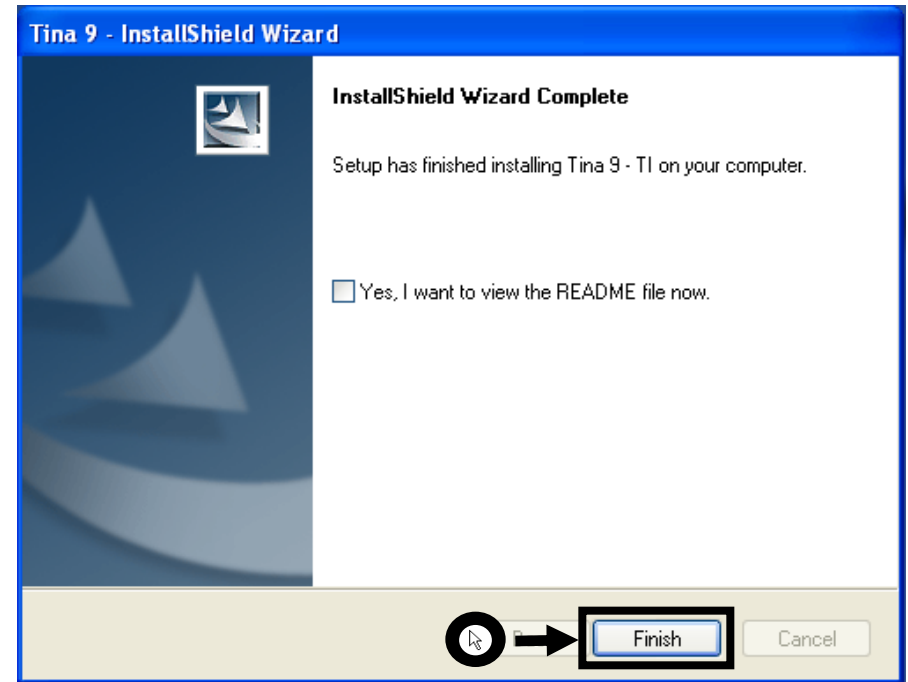 Tina 9 - InstallShield Wizard
InstallShield Wizard Complete
Setup has finished installing Tina 9 - TI on your computer.
Yes, I want to view the README file now.
Finish
Cancel